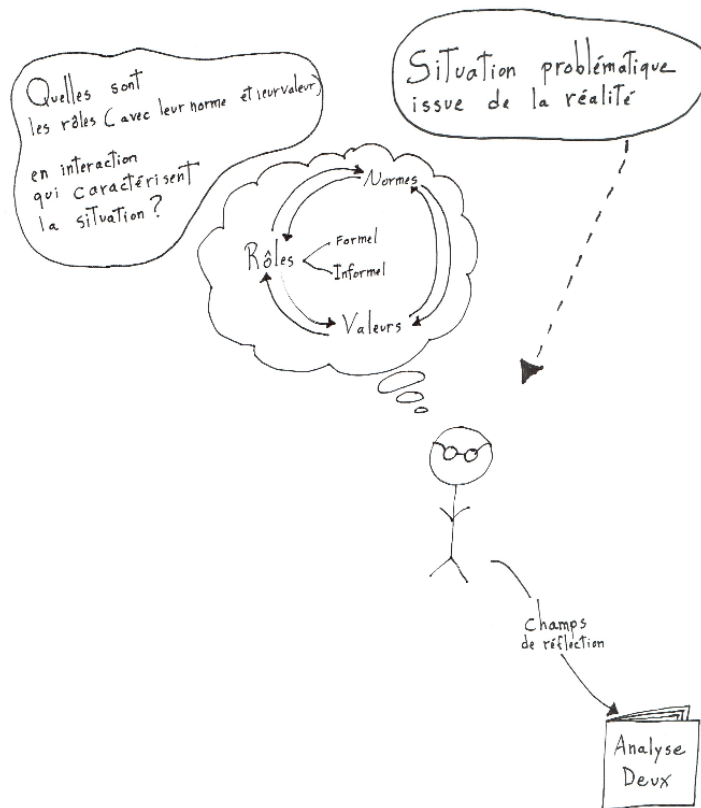 Quelles sont
les rôles (avec leur norme et leur valeur)
en interaction
qui caractérisent
la situation ?
Situation problématique
issue de la réalité
Normes
Rôles
Formel
Informel
Valeurs
Champs
de réflection
Analyse
Deux